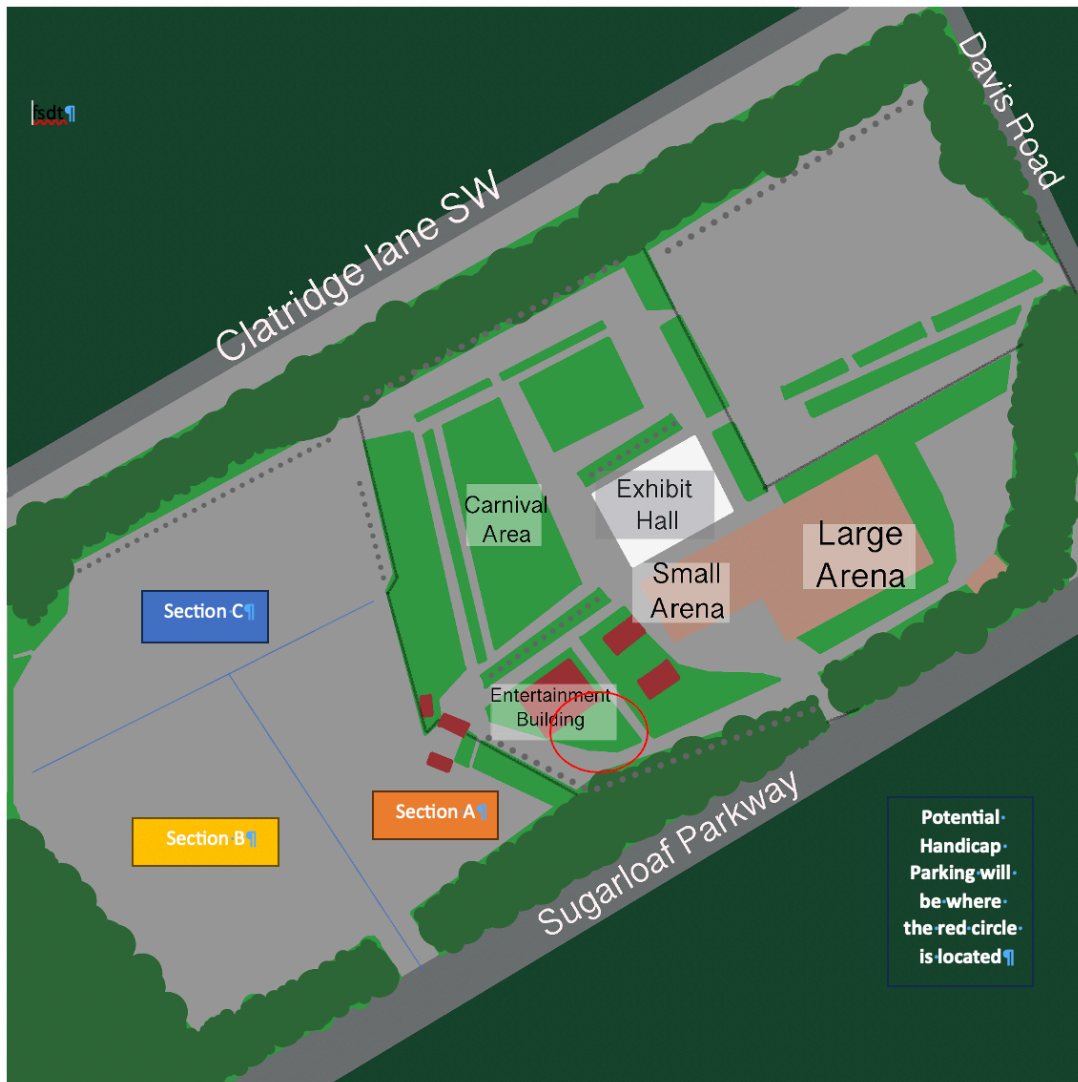 fsdt¶
Davis Road
Clatridge lane SW
Exhibit
Hall
Carnival
Area
Large
Arena
Small
Arena
Section·C¶
Entertainment
Building
Section·A¶
Section·B¶
Sugarloaf Parkway
Potential·
Handicap·
Parking·will·
be·where·
the·red·circle·
is·located¶